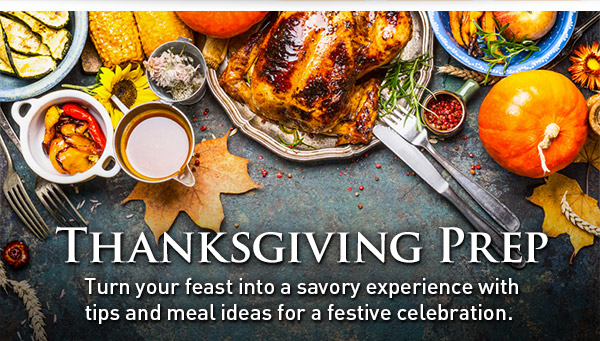 Thanksgiving Prep
Turn your feast into a savory experience with
tips and meal ideas for a festive celebration.